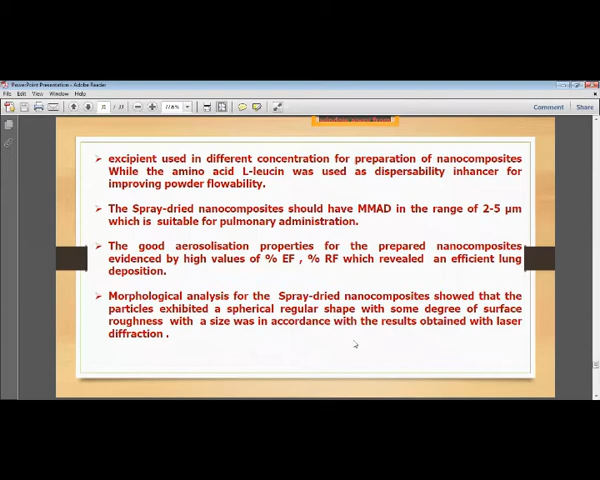 PowerPoint Presentation - Adobe Reader
File Edit View Window Help
Comment
Share
excipient used in different concentration for preparation of nanocomposites
While the amino acid L-leucin was used as dispersability inhancer for
improving powder flowability.
The Spray-dried nanocomposites should have MMAD in the range of 2-5 µm
which is suitable for pulmonary administration.
The good aerosolisation properties for the prepared nanocomposites
evidenced by high values of % EF , % RF which revealed an efficient lung
deposition.
Morphological analysis for the Spray-dried nanocomposites showed that the
particles exhibited a spherical regular shape with some degree of surface
roughness with a size was in accordance with the results obtained with laser
diffraction .